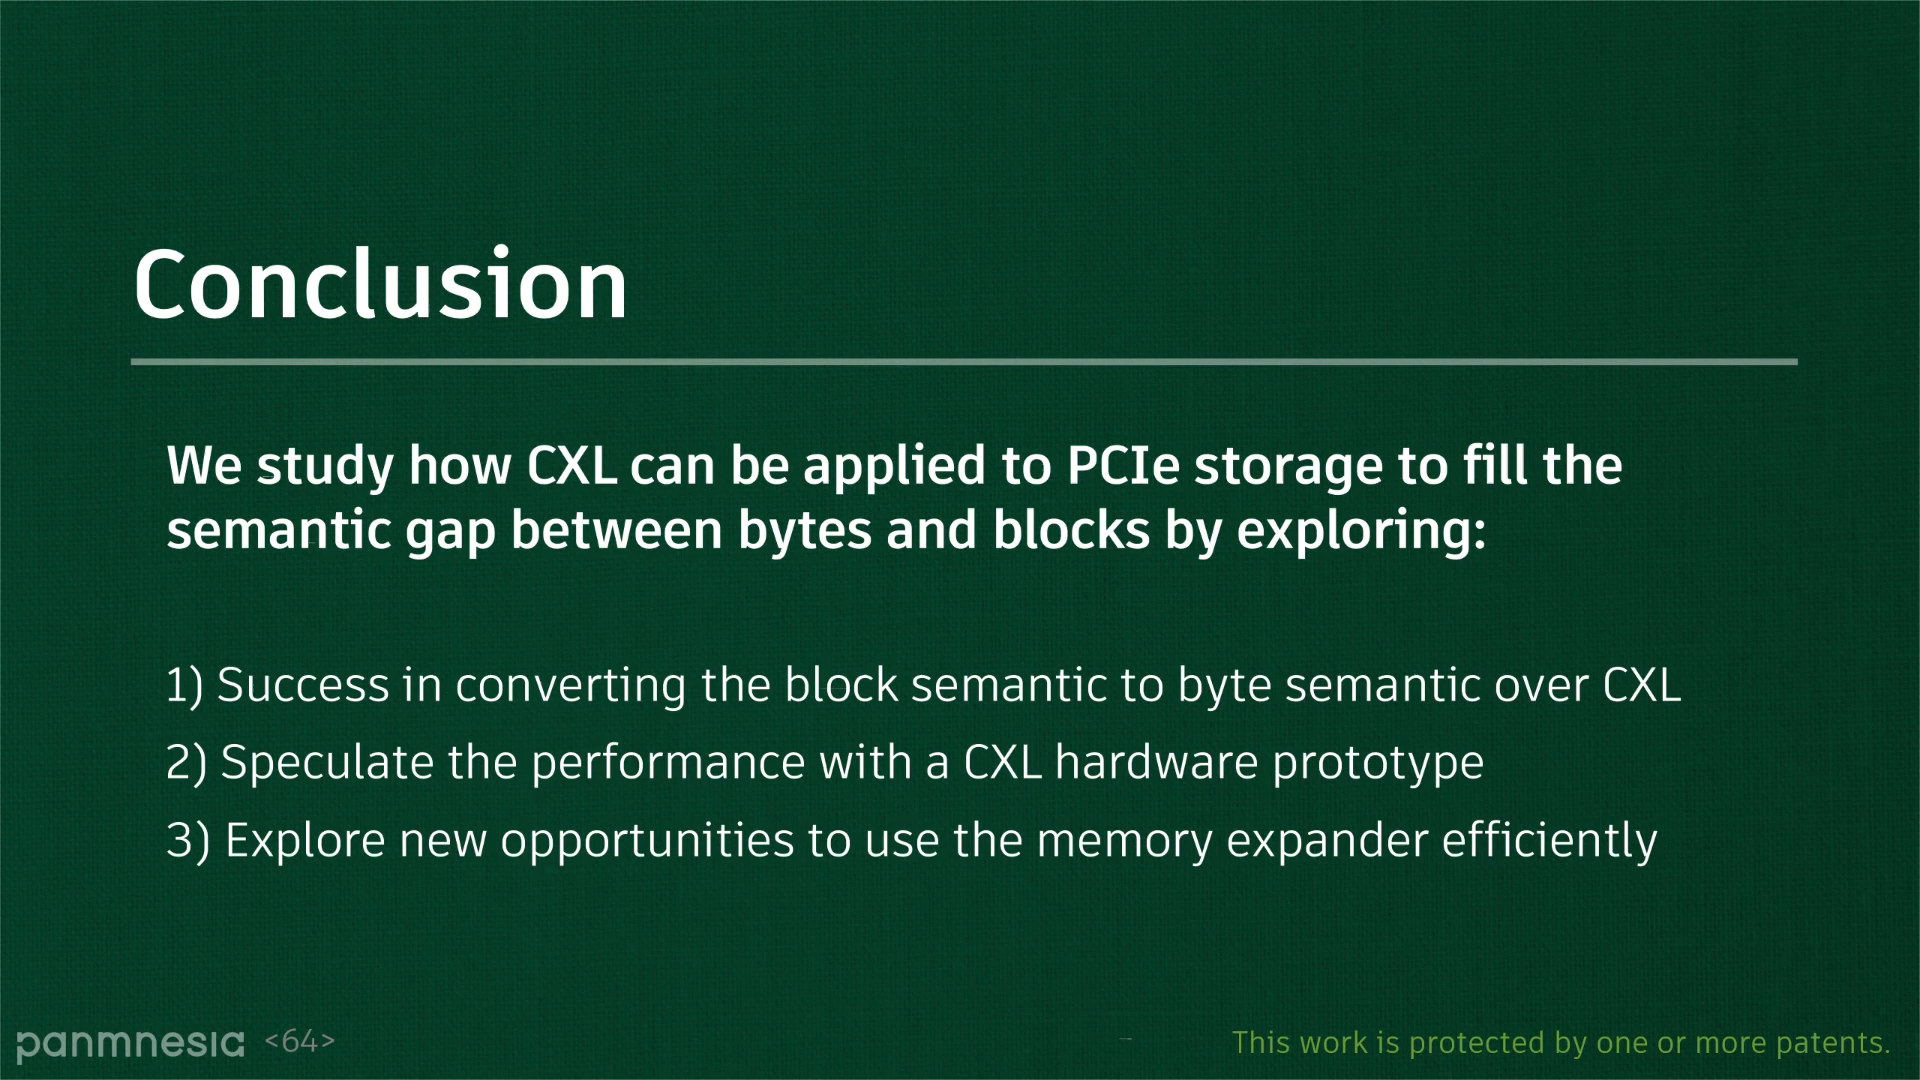 Conclusion
We study how CXL can be applied to PCIe storage to fill the
semantic gap between bytes and blocks by exploring:
1) Success in converting the block semantic to byte semantic over CXL
2) Speculate the performance with a CXL hardware prototype
3) Explore new opportunities to use the memory expander efficiently
panmnesia <64>
This work is protected by one or more patents.